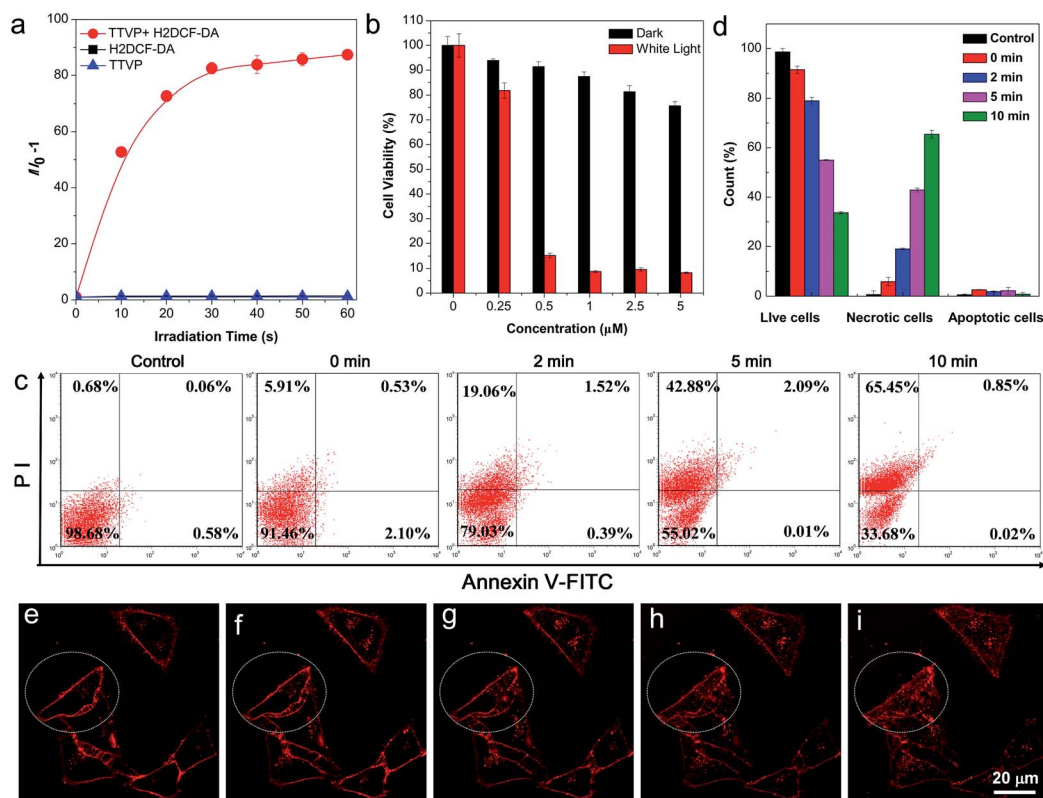 a
TTVP+ H2DCF-DA
H2DCF-DA
TTVP
100
80
60
40
20
0
I/I0 -1
0 10 20 30 40 50 60
Irradiation Time (s)
b
Dark
White Light
110
100
90
80
70
60
50
40
30
20
10
0
Cell Viability (%)
0 0.25 0.5 1 2.5 5
Concentration (μM)
d
Control
0 min
2 min
5 min
10 min
100
80
60
40
20
0
Count (%)
LIve cells Necrotic cells Apoptotic cells
c
Control 0 min 2 min 5 min 10 min
0.68% 0.06% 5.91% 0.53% 19.06% 1.52% 42.88% 2.09% 65.45% 0.85%
PI
98.68% 0.58% 91.46% 2.10% 79.03% 0.39% 55.02% 0.01% 33.68% 0.02%
Annexin V-FITC
e f g h i
20 μm